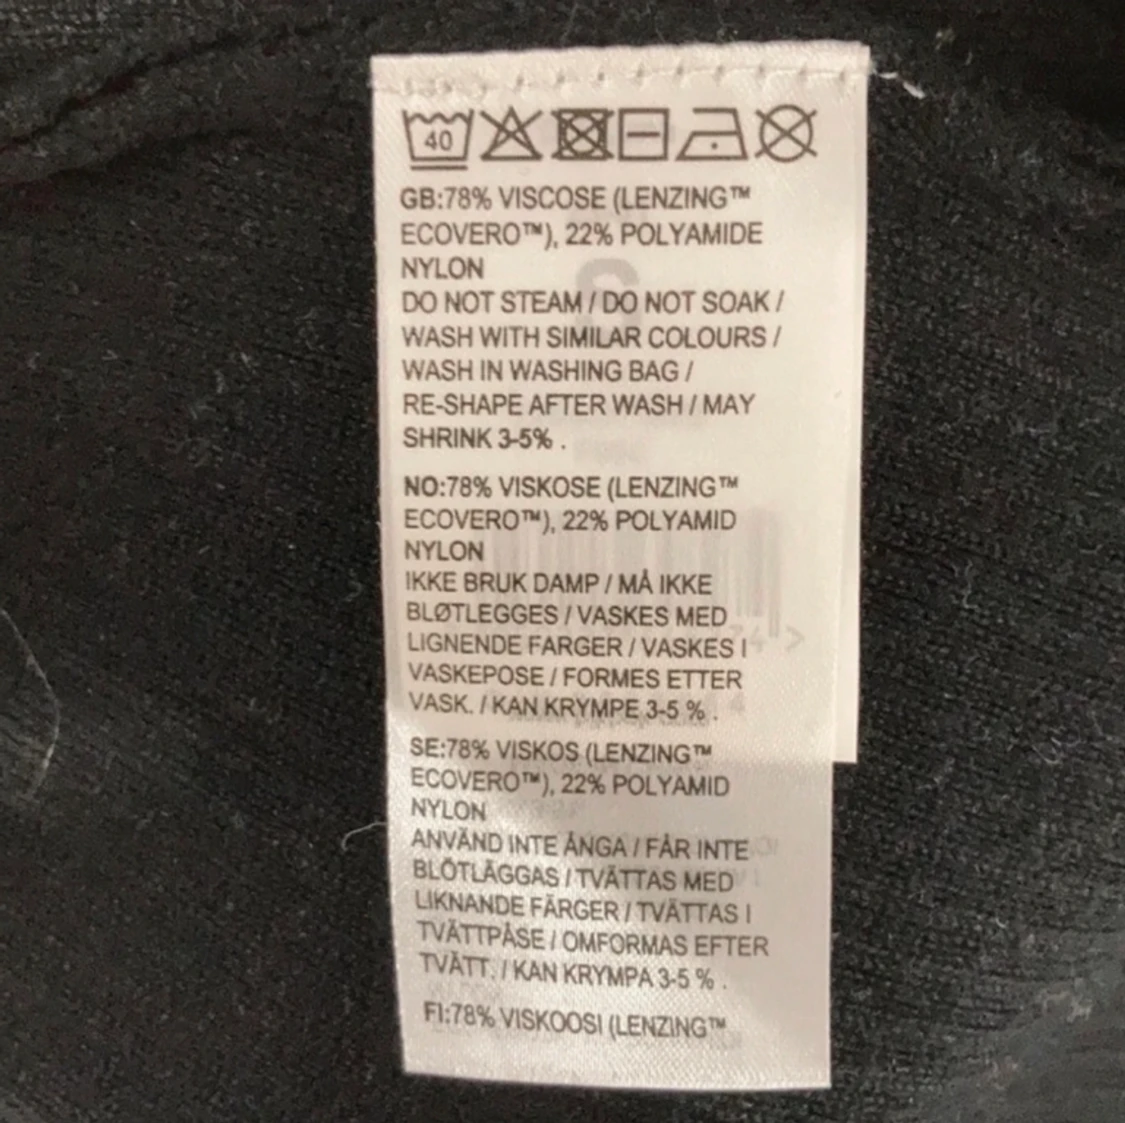 40
GB:78% VISCOSE (LENZING™
ECOVERO™), 22% POLYAMIDE
NYLON
DO NOT STEAM / DO NOT SOAK /
WASH WITH SIMILAR COLOURS /
WASH IN WASHING BAG /
RE-SHAPE AFTER WASH / MAY
SHRINK 3-5% .
NO:78% VISKOSE (LENZING™
ECOVERO™), 22% POLYAMID
NYLON
IKKE BRUK DAMP / MÅ IKKE
BLØTLEGGES / VASKES MED
LIGNENDE FARGER / VASKES I
VASKEPOSE / FORMES ETTER
VASK. / KAN KRYMPE 3-5 % .
SE:78% VISKOS (LENZING™
ECOVERO™), 22% POLYAMID
NYLON
ANVÄND INTE ÅNGA / FÅR INTE
BLÖTLÄGGAS / TVÄTTAS MED
LIKNANDE FÄRGER / TVÄTTAS I
TVÄTTPÅSE / OMFORMAS EFTER
TVÄTT. / KAN KRYMPA 3-5 % .
FI:78% VISKOOSI (LENZING™